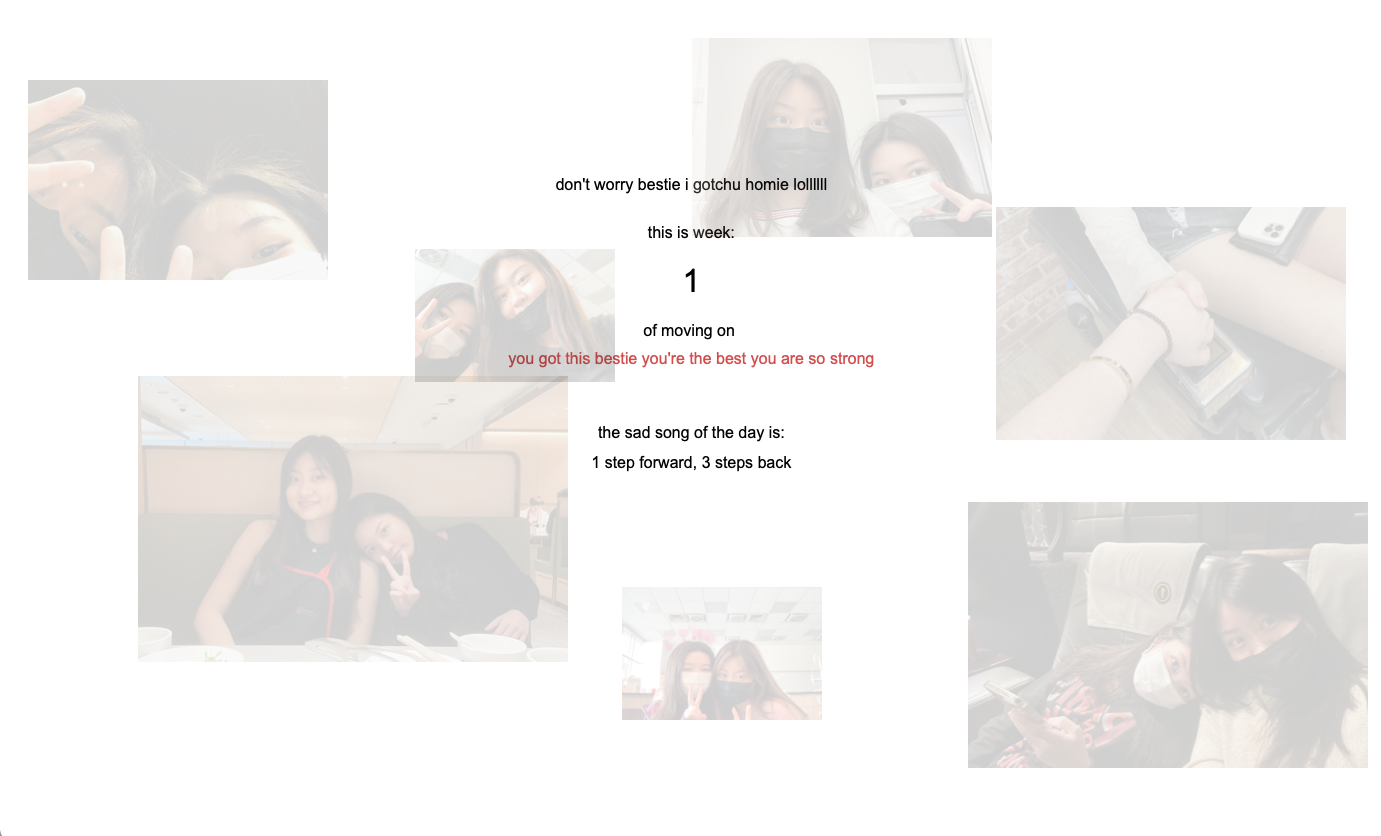 don't worry bestie i gotchu homie lolllllll
this is week:
1
of moving on
you got this bestie you're the best you are so strong
the sad song of the day is:
1 step forward, 3 steps back